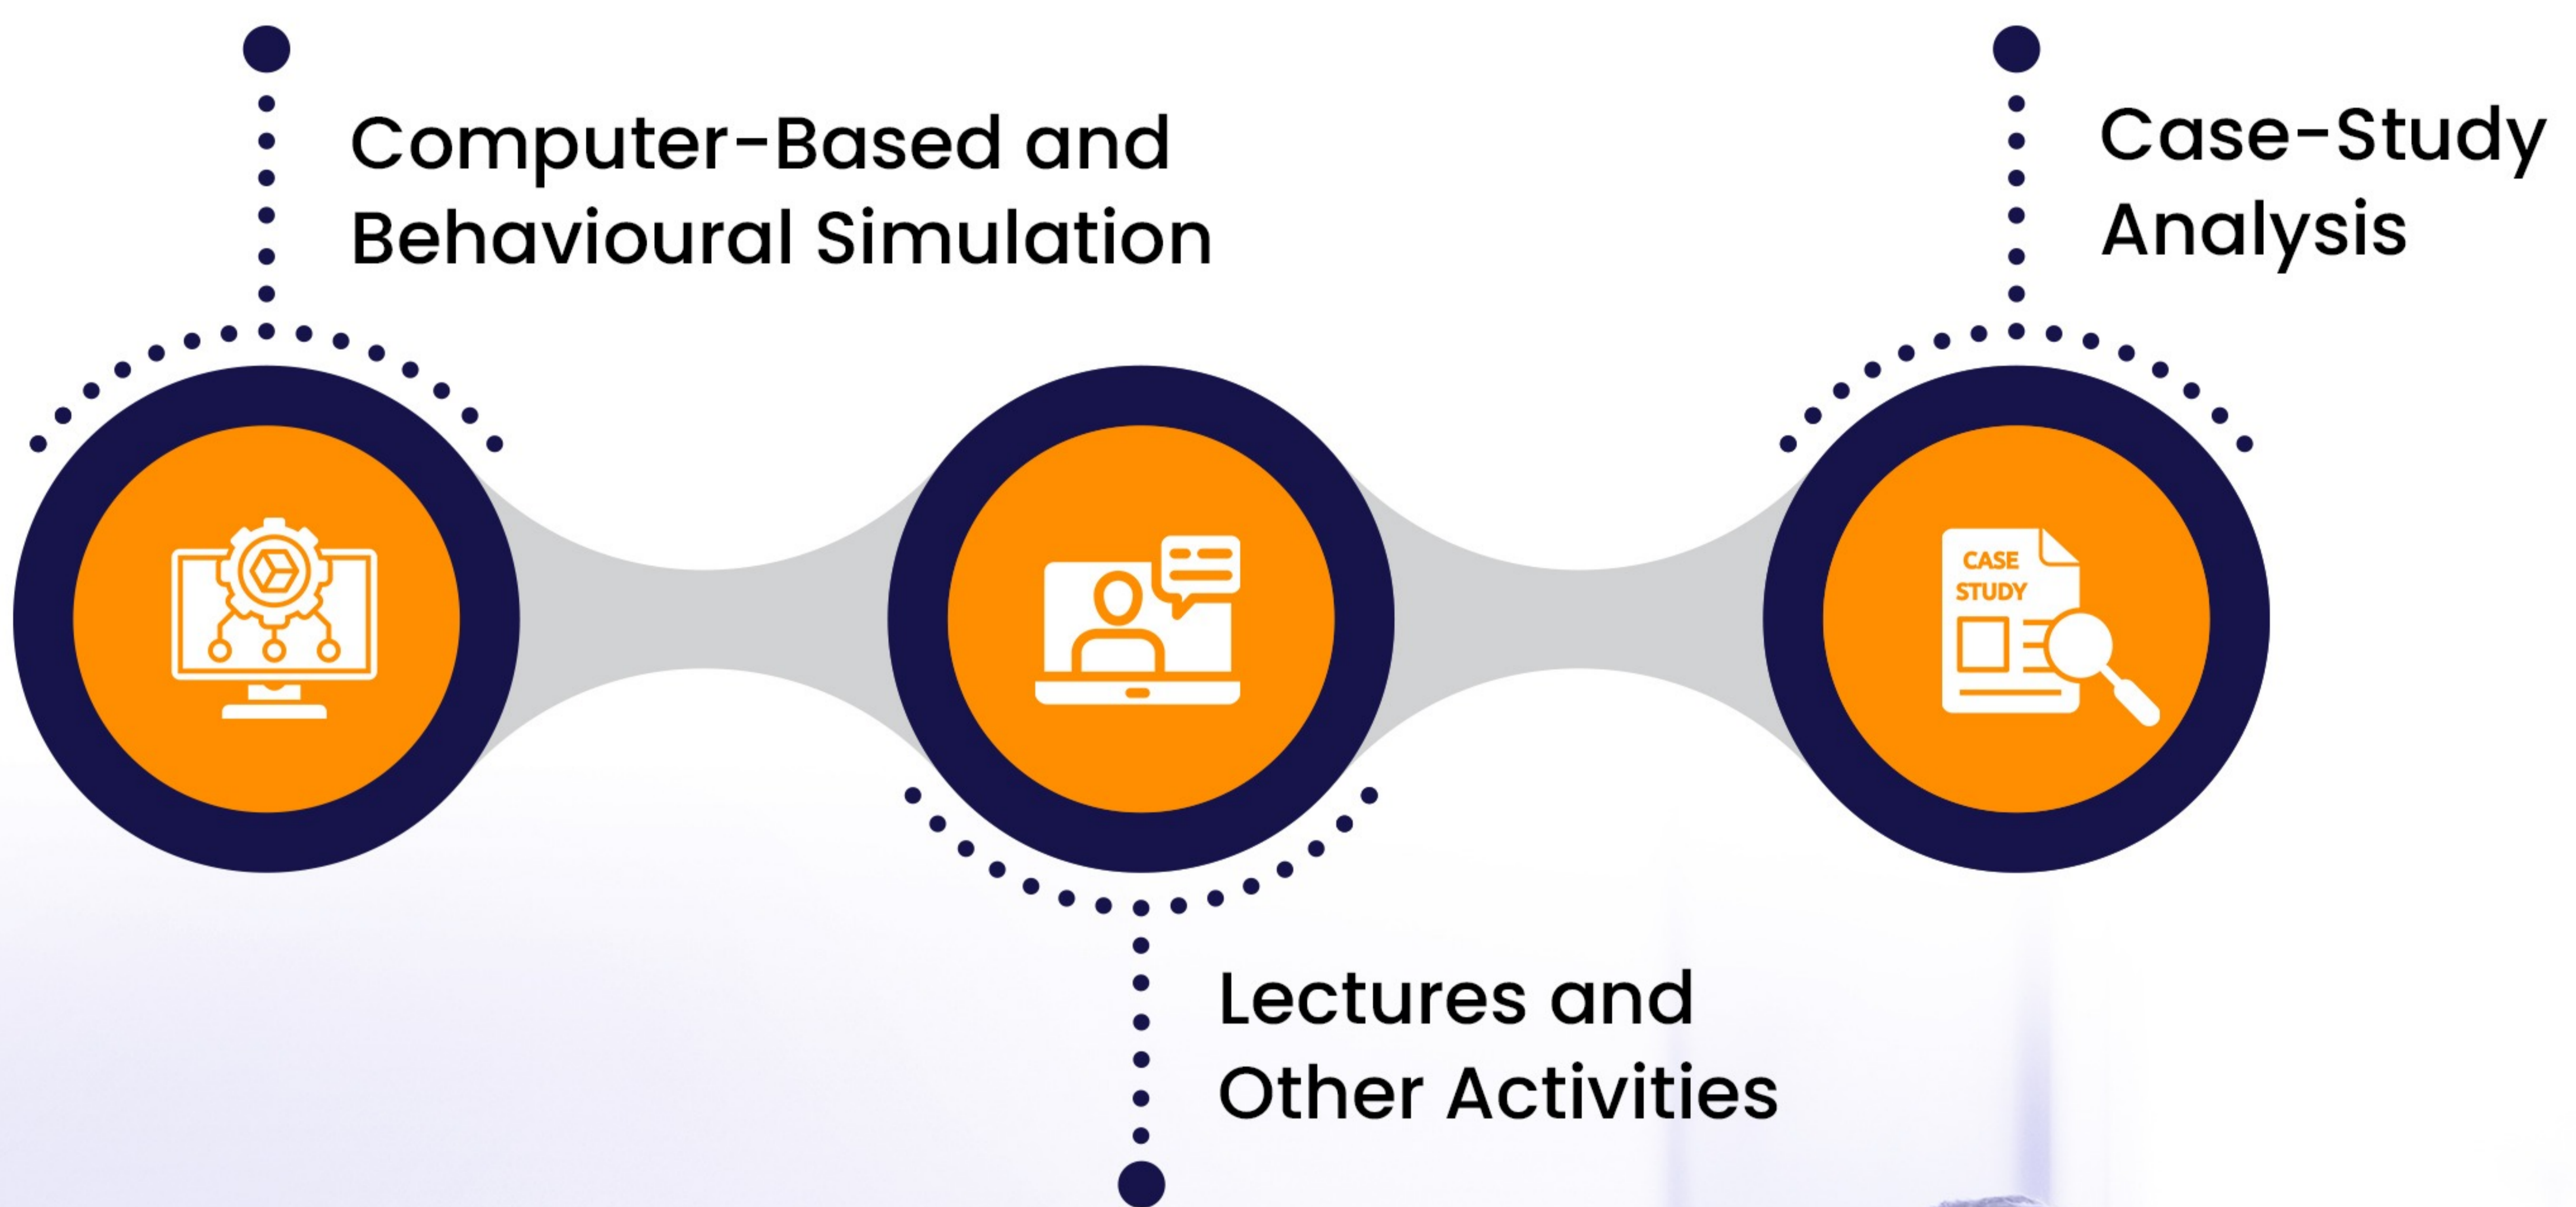 Computer-Based and
Behavioural Simulation
Case-Study
Analysis
CASE
STUDY
Lectures and
Other Activities